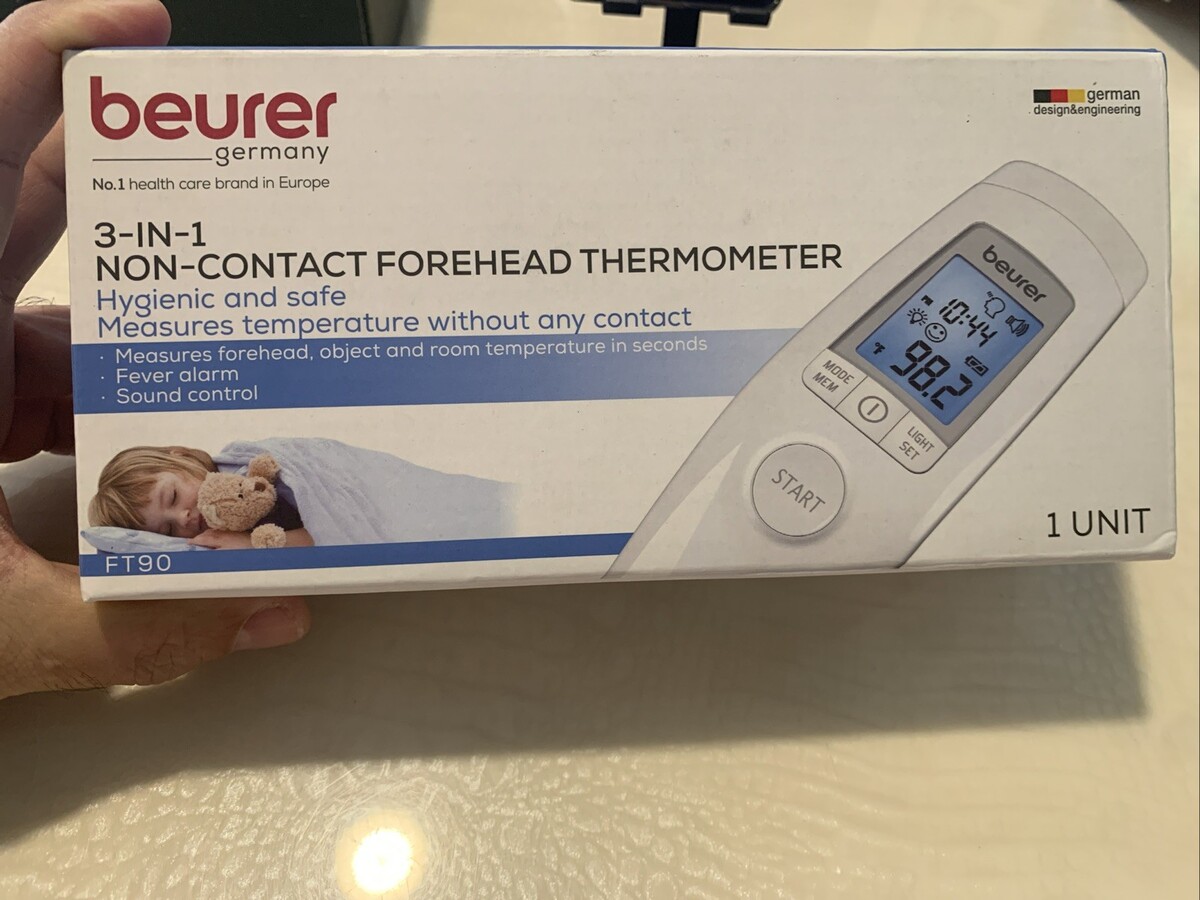 beurer
germany
No.1 health care brand in Europe
german
design&engineering
3-IN-1
NON-CONTACT FOREHEAD THERMOMETER
Hygienic and safe
Measures temperature without any contact
· Measures forehead, object and room temperature in seconds
· Fever alarm
· Sound control
beurer
PM
10:44
°F
98.2
MODE
MEM
LIGHT
SET
START
1 UNIT
FT90